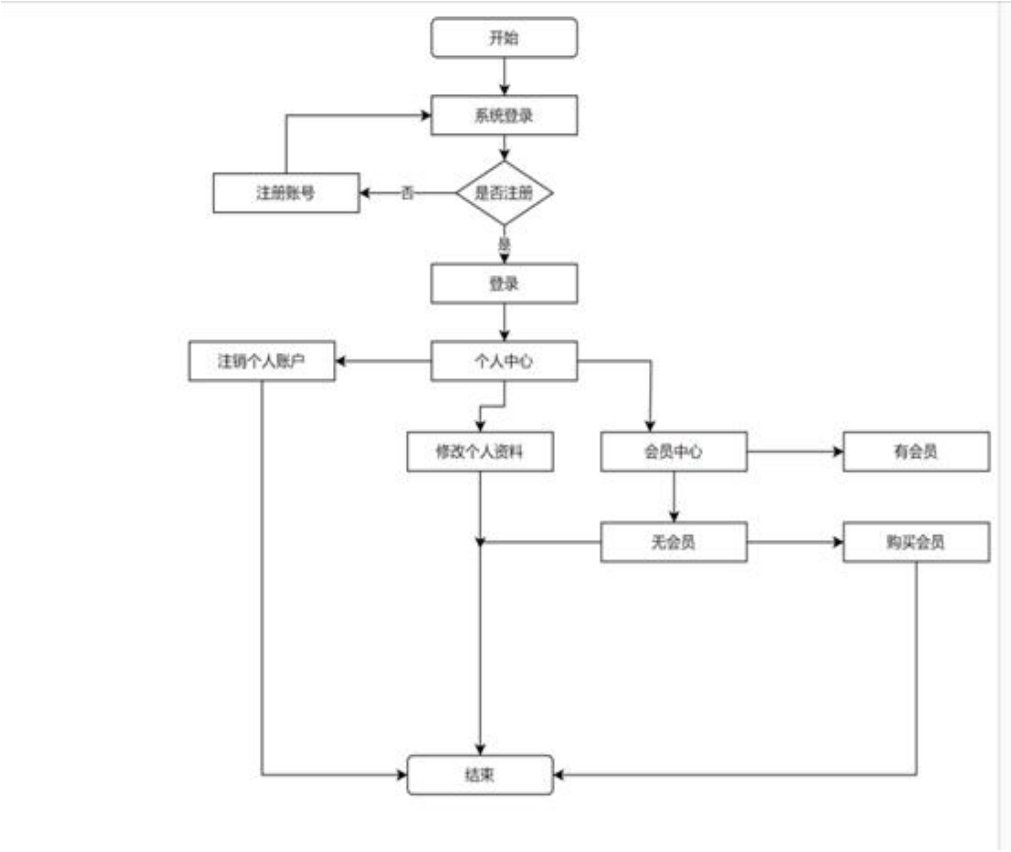 开始
系统登录
是否注册
否
注册账号
是
登录
注销个人账户
个人中心
修改个人资料
会员中心
有会员
无会员
购买会员
结束